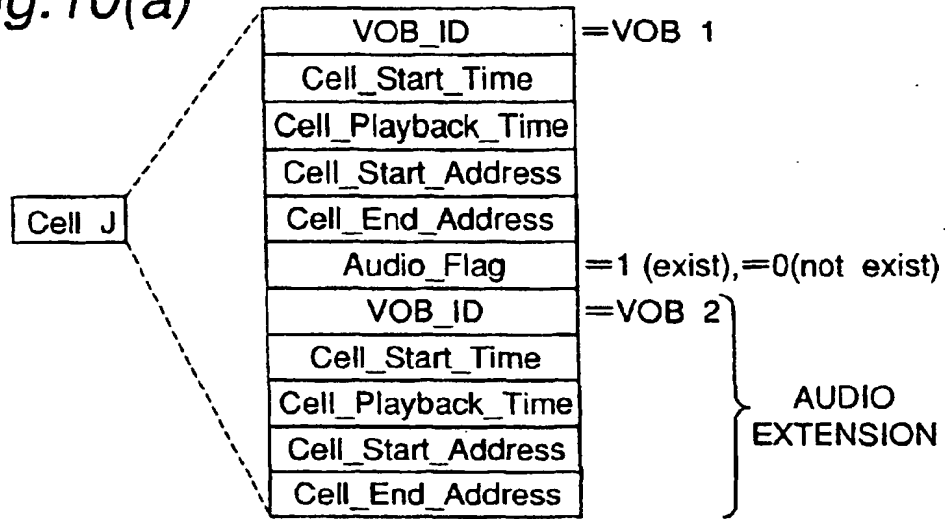 g.10(a)
VOB_ID =VOB 1
Cell_Start_Time
Cell_Playback_Time
Cell_Start_Address
Cell J
Cell_End_Address
Audio_Flag =1 (exist),=0(not exist)
VOB_ID =VOB 2
Cell_Start_Time
Cell_Playback_Time
AUDIO
EXTENSION
Cell_Start_Address
Cell_End_Address